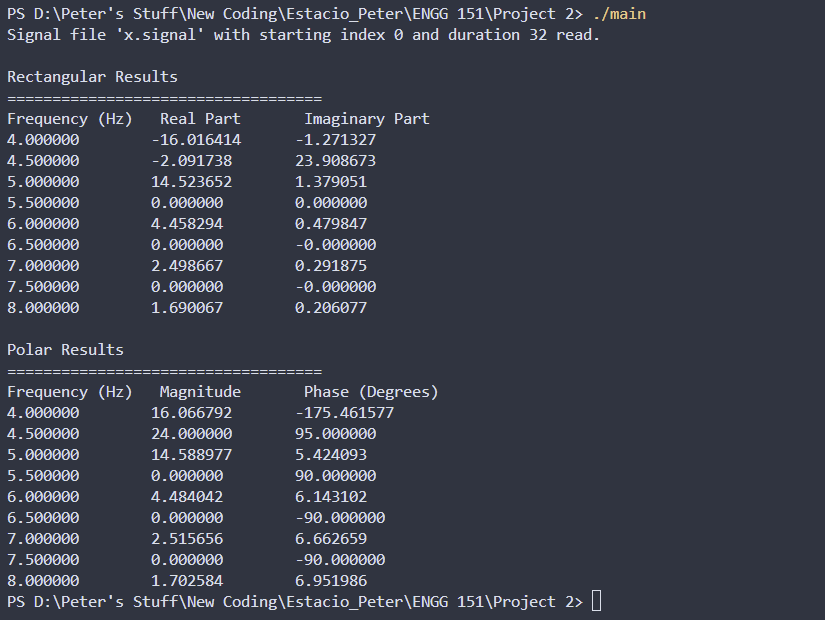 PS D:\Peter's Stuff\New Coding\Estacio_Peter\ENGG 151\Project 2> ./main
Signal file 'x.signal' with starting index 0 and duration 32 read.
Rectangular Results
===================================
Frequency (Hz)   Real Part       Imaginary Part
4.000000        -16.016414      -1.271327
4.500000        -2.091738       23.908673
5.000000        14.523652       1.379051
5.500000        0.000000        0.000000
6.000000        4.458294        0.479847
6.500000        0.000000        -0.000000
7.000000        2.498667        0.291875
7.500000        0.000000        -0.000000
8.000000        1.690067        0.206077
Polar Results
===================================
Frequency (Hz)   Magnitude       Phase (Degrees)
4.000000        16.066792       -175.461577
4.500000        24.000000       95.000000
5.000000        14.588977       5.424093
5.500000        0.000000        90.000000
6.000000        4.484042        6.143102
6.500000        0.000000        -90.000000
7.000000        2.515656        6.662659
7.500000        0.000000        -90.000000
8.000000        1.702584        6.951986
PS D:\Peter's Stuff\New Coding\Estacio_Peter\ENGG 151\Project 2>